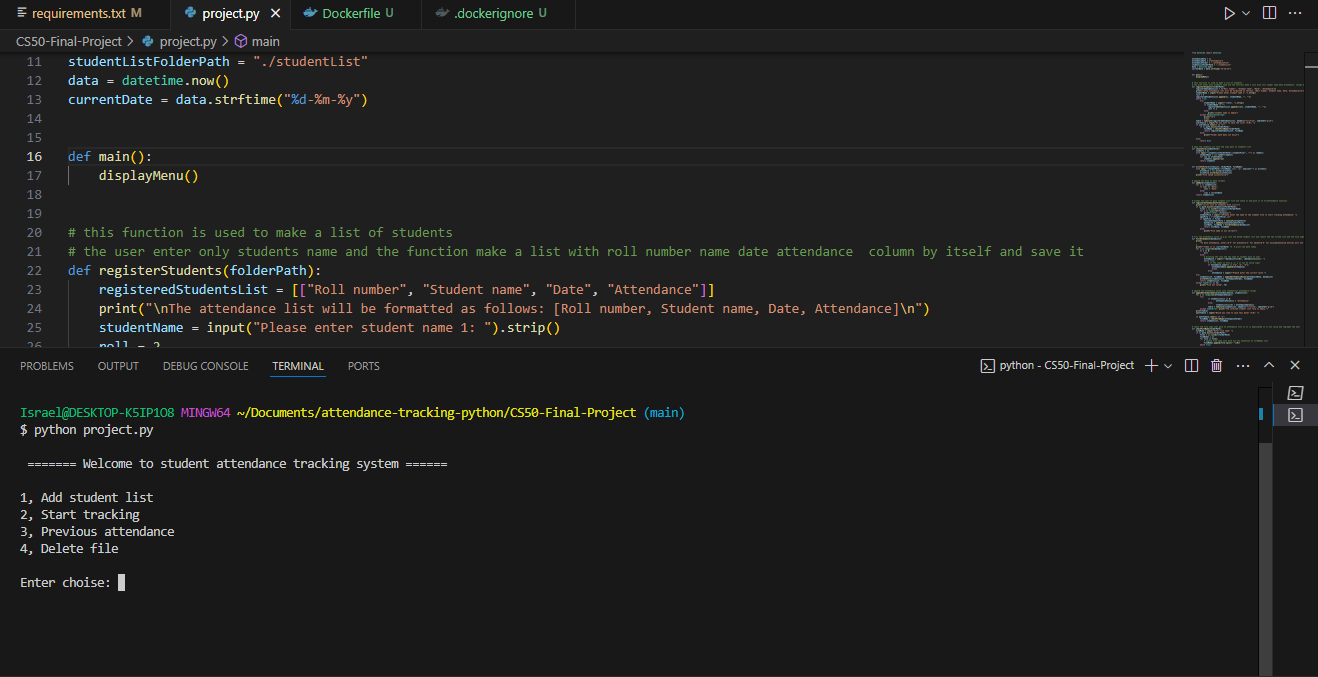 requirements.txt M project.py Dockerfile U .dockerignore U
CS50-Final-Project > project.py > main
11 studentListFolderPath = "./studentList"
12 data = datetime.now()
13 currentDate = data.strftime("%d-%m-%y")
14
15
16 def main():
17 displayMenu()
18
19
20 # this function is used to make a list of students
21 # the user enter only students name and the function make a list with roll number name date attendance  column by itself and save it
22 def registerStudents(folderPath):
23 registeredStudentsList = [["Roll number", "Student name", "Date", "Attendance"]]
24 print("\nThe attendance list will be formatted as follows: [Roll number, Student name, Date, Attendance]\n")
25 studentName = input("Please enter student name 1: ").strip()
26 roll = 2
PROBLEMS OUTPUT DEBUG CONSOLE TERMINAL PORTS python - CS50-Final-Project
Israel@DESKTOP-K5IP1O8 MINGW64 ~/Documents/attendance-tracking-python/CS50-Final-Project (main)
$ python project.py
======= Welcome to student attendance tracking system ======
1, Add student list
2, Start tracking
3, Previous attendance
4, Delete file
Enter choise: